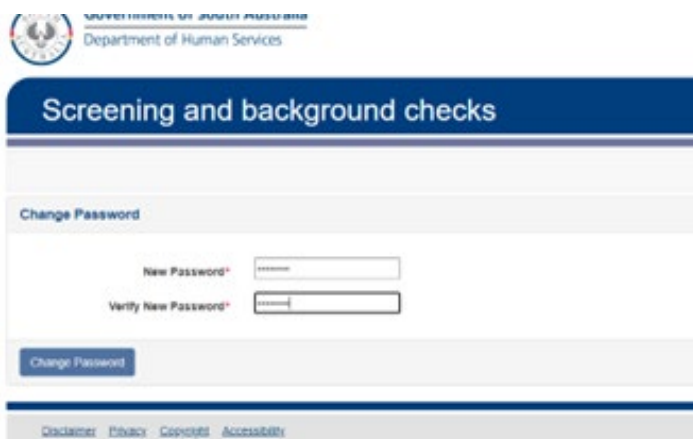 Government of South Australia
Department of Human Services
Screening and background checks
Change Password
New Password*
Verify New Password*
Change Password
Disclaimer Privacy Copyright Accessibility